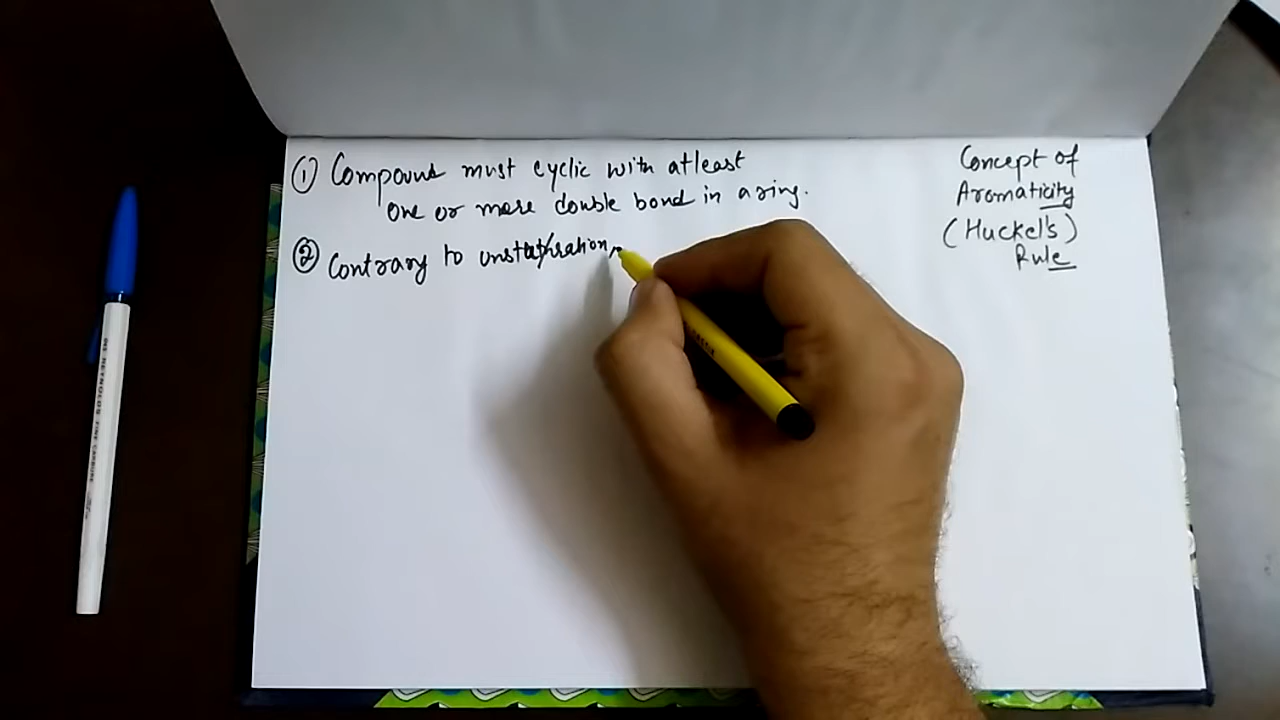 ① Compound must cyclic with atleast
one or more double bond in a ring.
② Contrary to unsaturation,
Concept of
Aromaticity
(Huckel's)
Rule